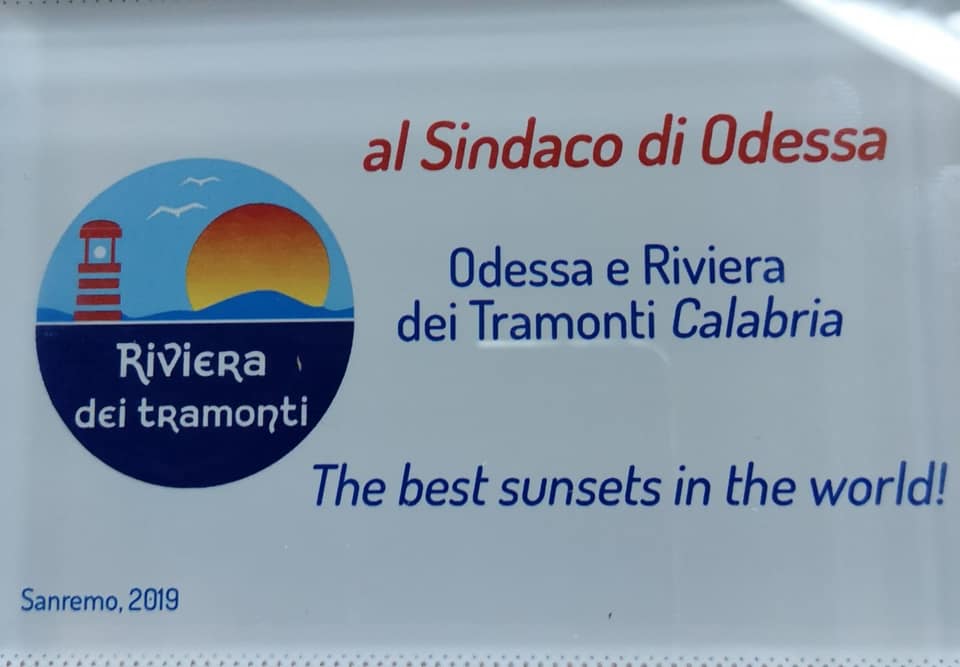 al Sindaco di Odessa
Odessa e Riviera
dei Tramonti Calabria
RiViERa
dei tRamonti
The best sunsets in the world!
Sanremo, 2019